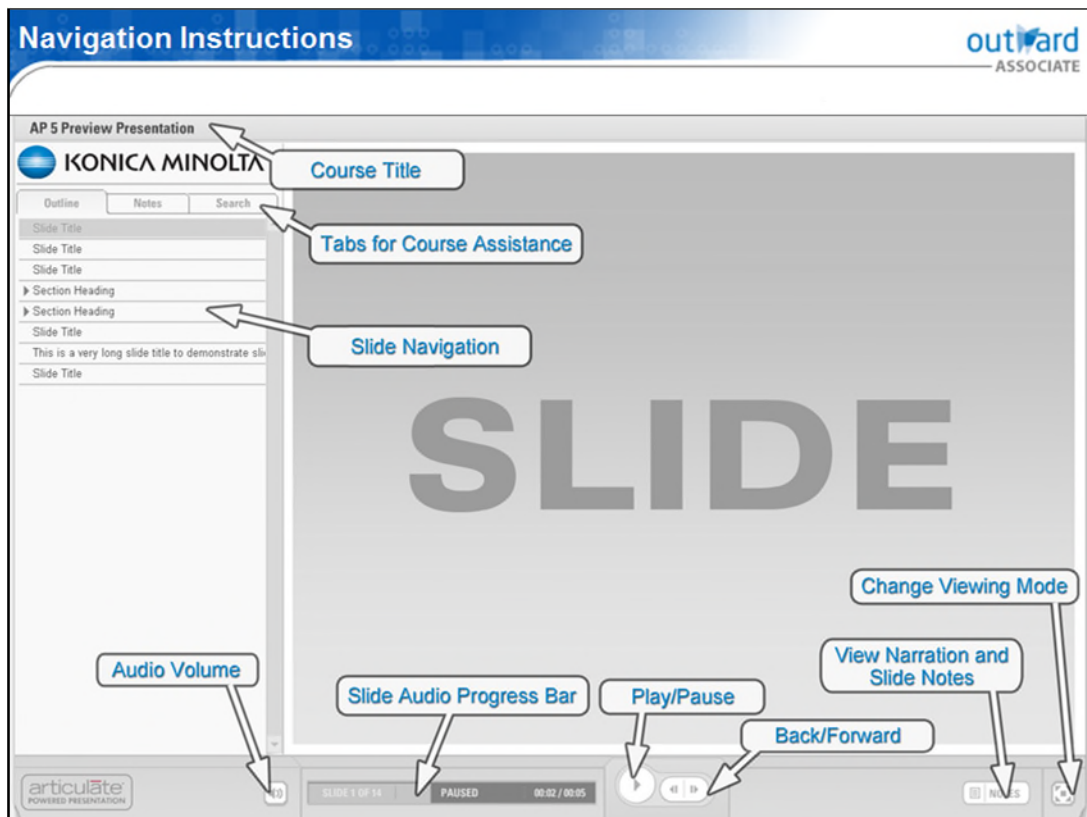 Navigation Instructions
outward
ASSOCIATE
AP 5 Preview Presentation
Course Title
KONICA MINOLTA
Outline Notes Search
Tabs for Course Assistance
Slide Title
Slide Title
Slide Title
Section Heading
Section Heading
Slide Title
This is a very long slide title to demonstrate sli
Slide Title
Slide Navigation
SLIDE
Change Viewing Mode
View Narration and
Slide Notes
Audio Volume
Slide Audio Progress Bar
Play/Pause
Back/Forward
articulate
POWERED PRESENTATION
SLIDE 1 OF 14 PAUSED 00:02 / 00:05
NOTES